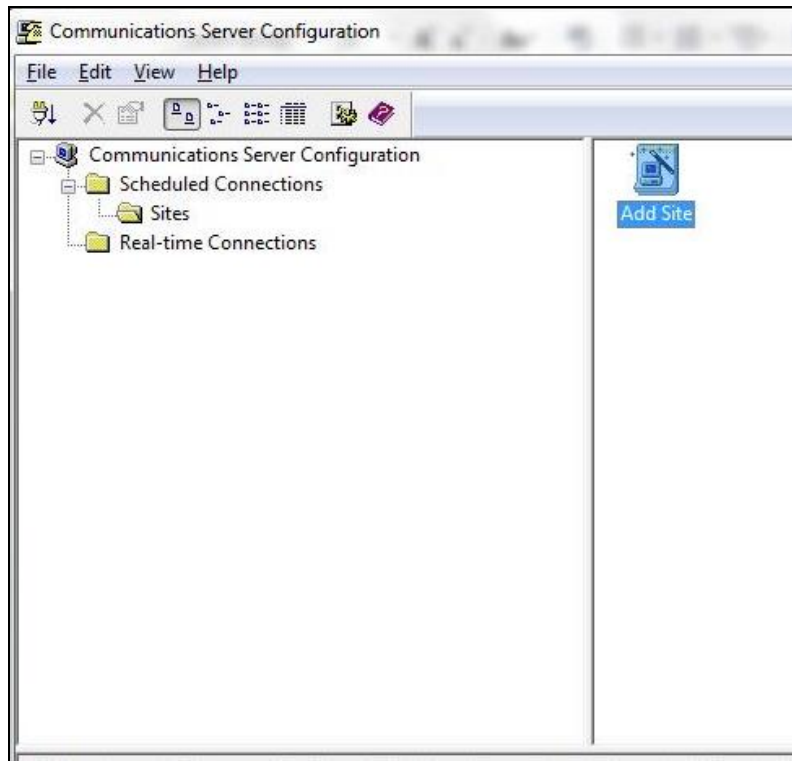 Communications Server Configuration
File Edit View Help
Communications Server Configuration
Scheduled Connections
Sites
Real-time Connections
Add Site